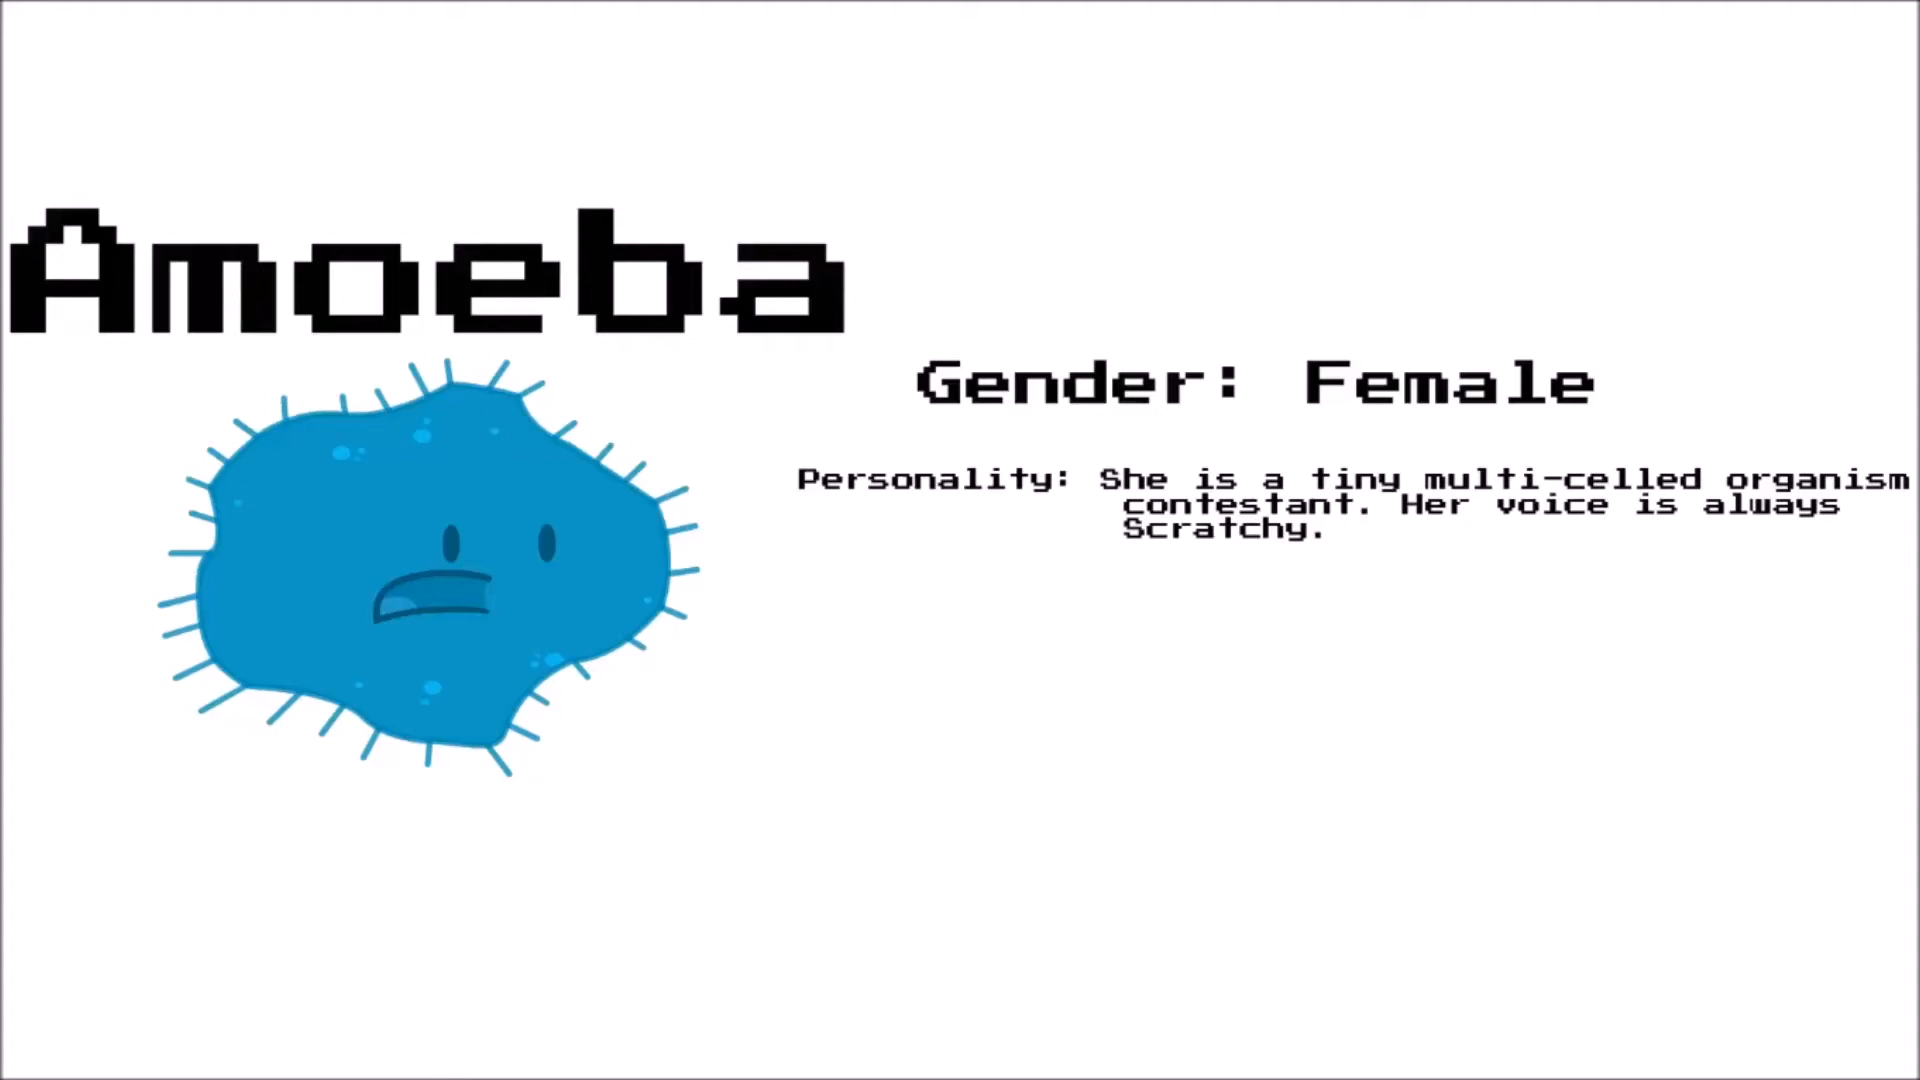 Amoeba
Gender: Female
Personality: She is a tiny multi-celled organism
contestant. Her voice is always
Scratchy.